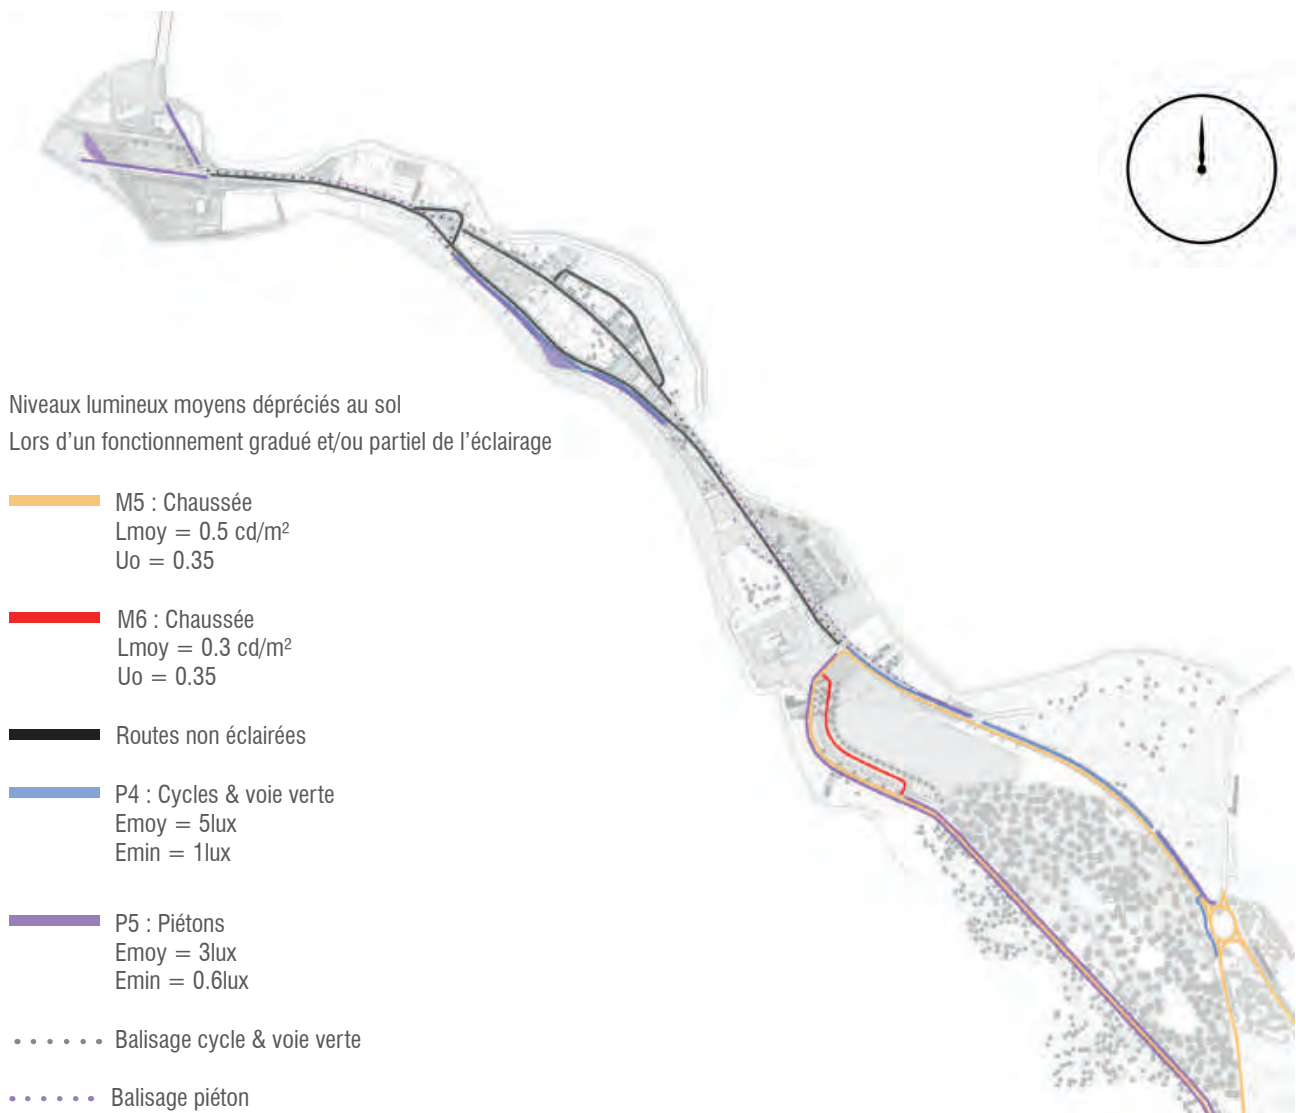 Niveaux lumineux moyens dépréciés au sol
Lors d’un fonctionnement gradué et/ou partiel de l’éclairage
M5 : Chaussée
Lmoy = 0.5 cd/m²
Uo = 0.35
M6 : Chaussée
Lmoy = 0.3 cd/m²
Uo = 0.35
Routes non éclairées
P4 : Cycles & voie verte
Emoy = 5lux
Emin = 1lux
P5 : Piétons
Emoy = 3lux
Emin = 0.6lux
Balisage cycle & voie verte
Balisage piéton